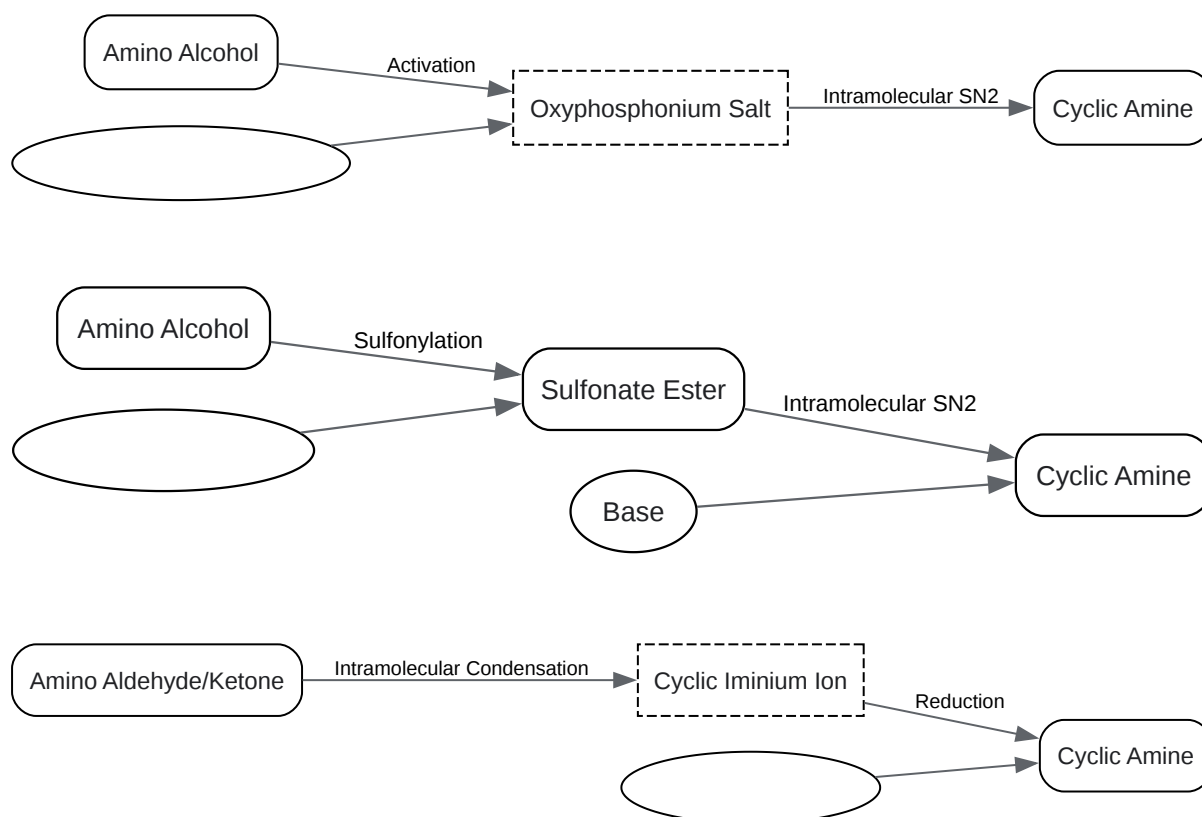 Amino Alcohol
Activation
Oxyphosphonium Salt
Intramolecular SN2
Cyclic Amine
Amino Alcohol
Sulfonylation
Sulfonate Ester
Intramolecular SN2
Base
Cyclic Amine
Amino Aldehyde/Ketone
Intramolecular Condensation
Cyclic Iminium Ion
Reduction
Cyclic Amine